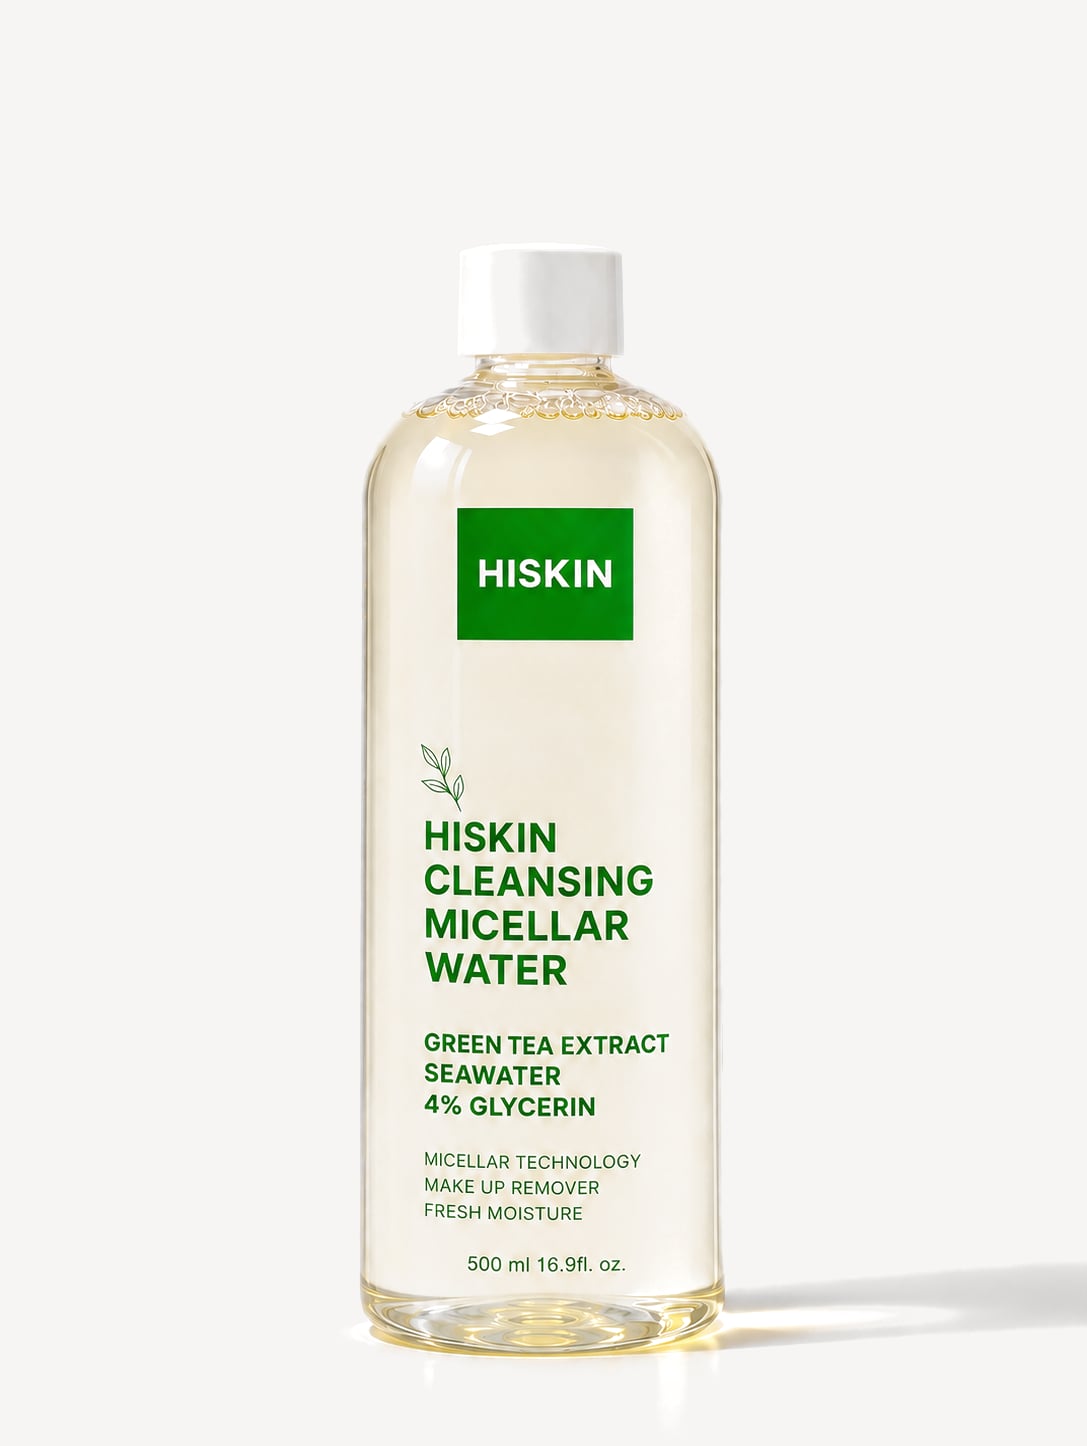 HISKIN
HISKIN
CLEANSING
MICELLAR
WATER
GREEN TEA EXTRACT
SEAWATER
4% GLYCERIN
MICELLAR TECHNOLOGY
MAKE UP REMOVER
FRESH MOISTURE
500 ml 16.9fl. oz.